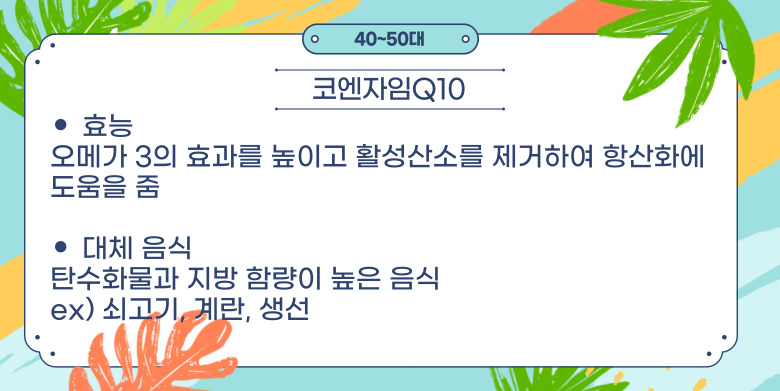 40~50대
코엔자임Q10
• 효능
오메가 3의 효과를 높이고 활성산소를 제거하여 항산화에
도움을 줌
• 대체 음식
탄수화물과 지방 함량이 높은 음식
ex) 쇠고기, 계란, 생선